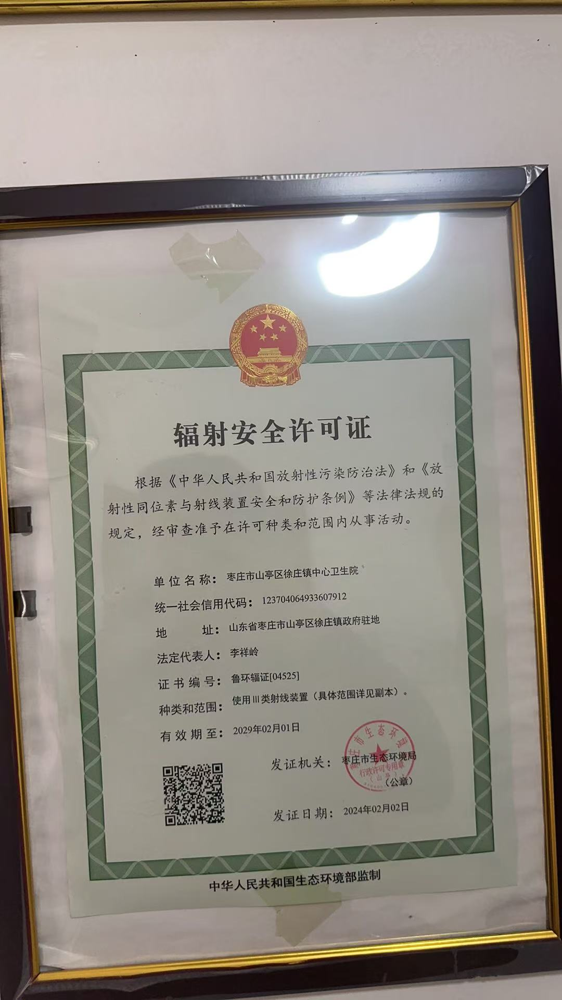 辐射安全许可证
根据《中华人民共和国放射性污染防治法》和《放
射性同位素与射线装置安全和防护条例》等法律法规的
规定，经审查准予在许可种类和范围内从事活动。
单位名称：枣庄市山亭区徐庄镇中心卫生院
统一社会信用代码：123704064933607912
地 址：山东省枣庄市山亭区徐庄镇政府驻地
法定代表人：李祥岭
证书编号：鲁环辐证[04525]
种类和范围：使用Ⅲ类射线装置（具体范围详见副本）。
有效期至：2029年02月01日
发证机关：枣庄市生态环境局
（公章）
枣庄市生态环境局
行政许可专用章
（山亭）
发证日期：2024年02月02日
中华人民共和国生态环境部监制